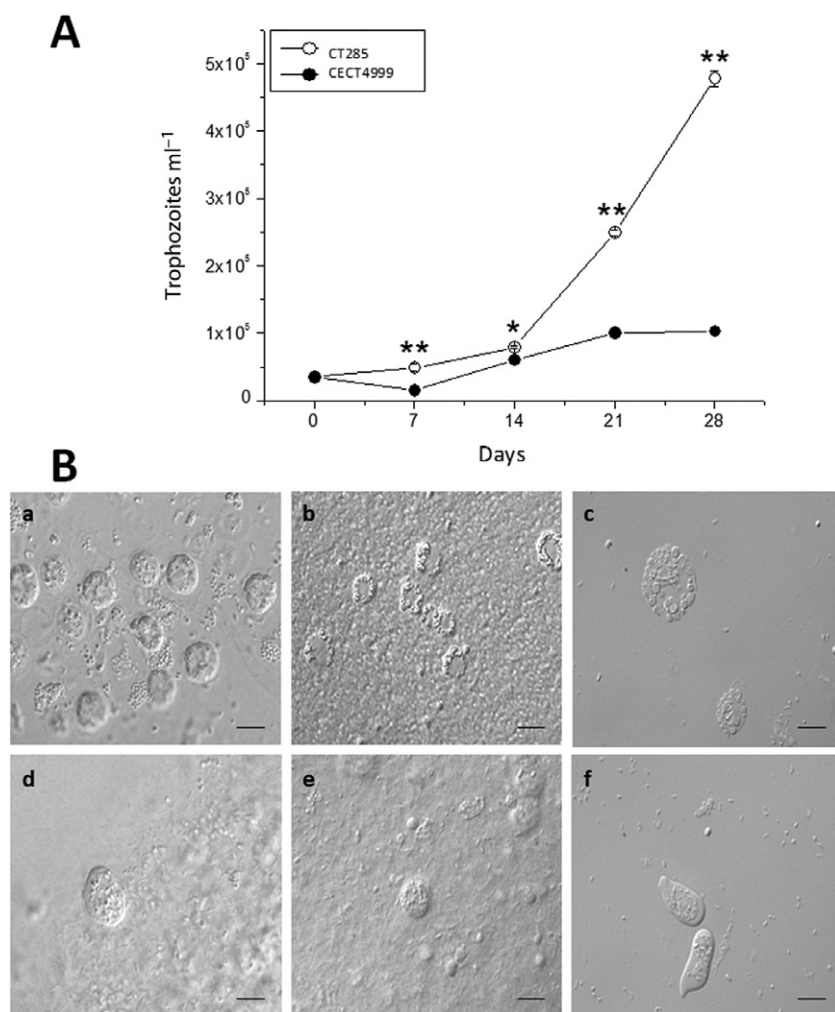 A
CT285
CECT4999
** 
5x10⁵
4x10⁵
3x10⁵
2x10⁵
1x10⁵
0
Trophozoites ml⁻¹
**
*
**
0 7 14 21 28
Days
B
a b c
d e f